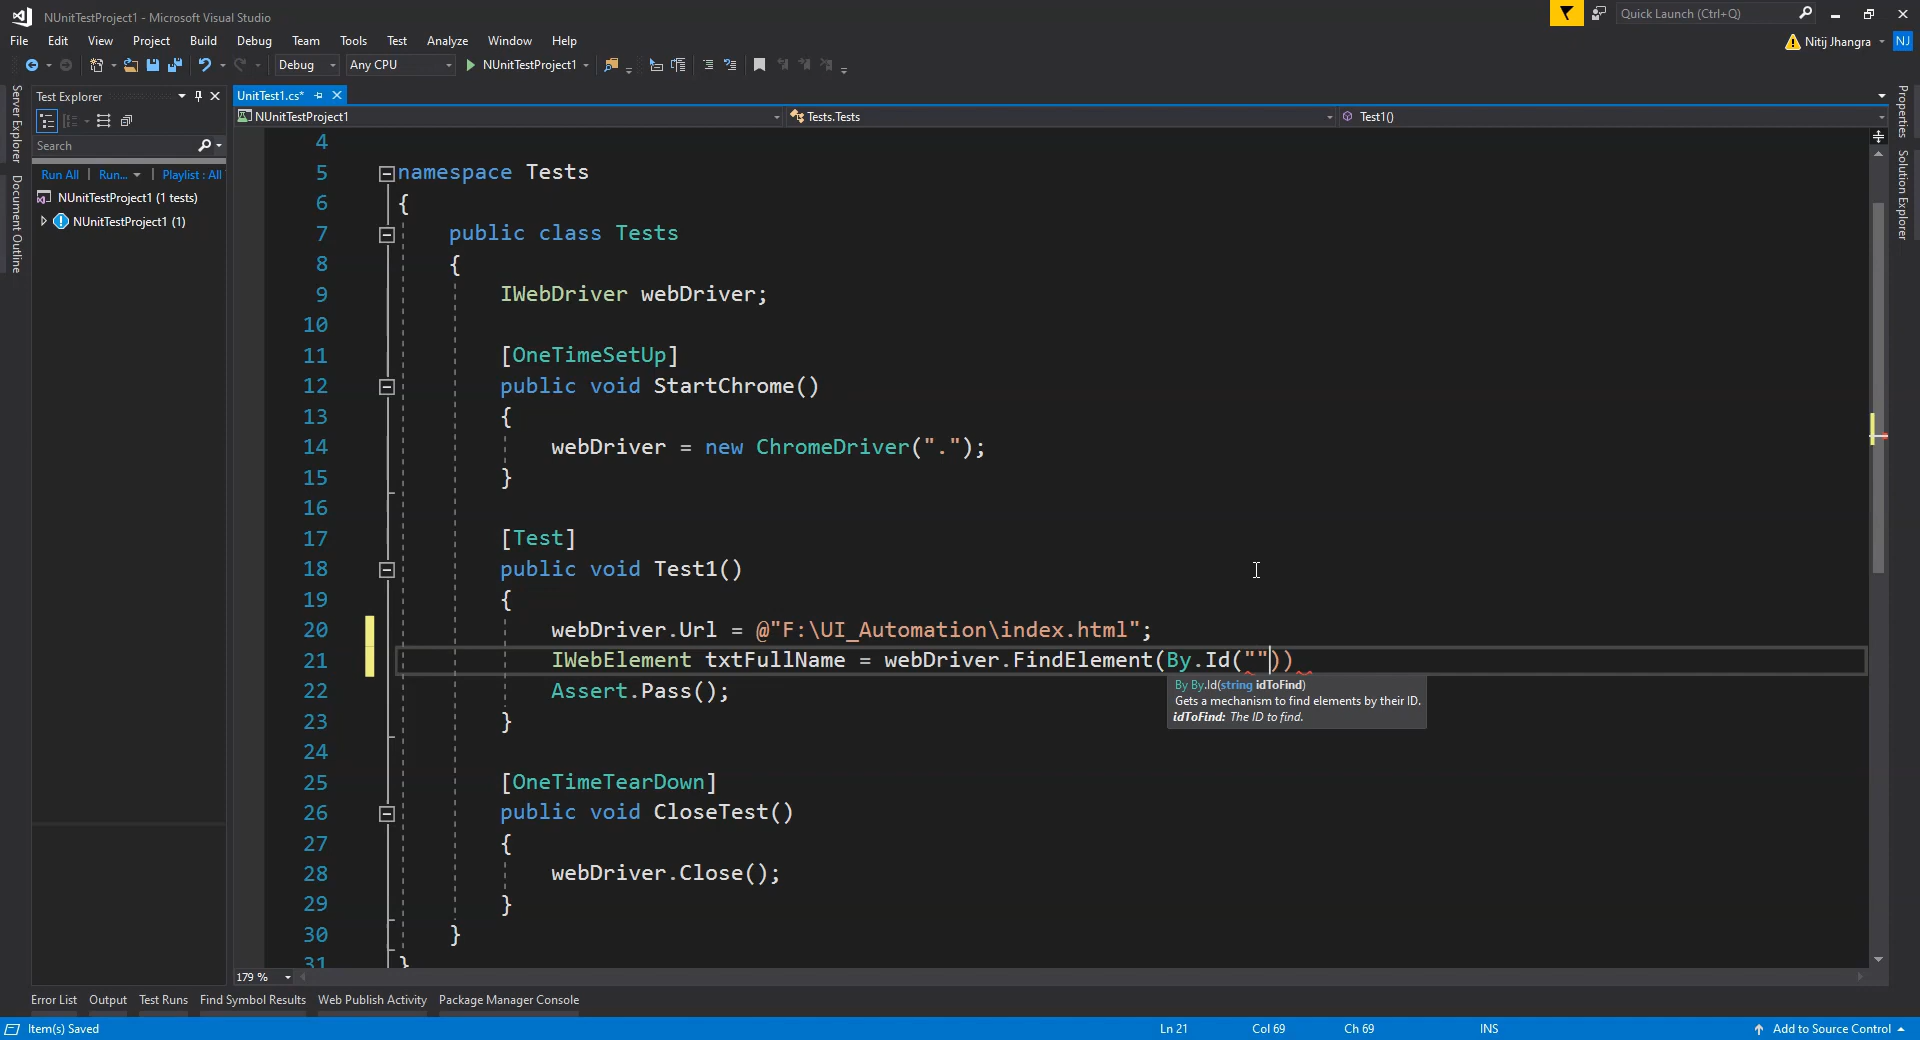 NUnitTestProject1 - Microsoft Visual Studio
Quick Launch (Ctrl+Q)
File Edit View Project Build Debug Team Tools Test Analyze Window Help
Nitij Jhangra NJ
Debug Any CPU NUnitTestProject1
Server Explorer
Document Outline
Test Explorer
Search
Run All Run... Playlist : All
NUnitTestProject1 (1 tests)
NUnitTestProject1 (1)
UnitTest1.cs*
NUnitTestProject1 Tests.Tests Test1()
Properties
Solution Explorer
4
5 namespace Tests
6 {
7 public class Tests
8 {
9 IWebDriver webDriver;
10
11 [OneTimeSetUp]
12 public void StartChrome()
13 {
14 webDriver = new ChromeDriver(".");
15 }
16
17 [Test]
18 public void Test1()
19 {
20 webDriver.Url = @"F:\UI_Automation\index.html";
21 IWebElement txtFullName = webDriver.FindElement(By.Id(""))
By By.Id(string idToFind)
Gets a mechanism to find elements by their ID.
idToFind: The ID to find.
22 Assert.Pass();
23 }
24
25 [OneTimeTearDown]
26 public void CloseTest()
27 {
28 webDriver.Close();
29 }
30 }
31 }
179 %
Error List Output Test Runs Find Symbol Results Web Publish Activity Package Manager Console
Item(s) Saved Ln 21 Col 69 Ch 69 INS Add to Source Control